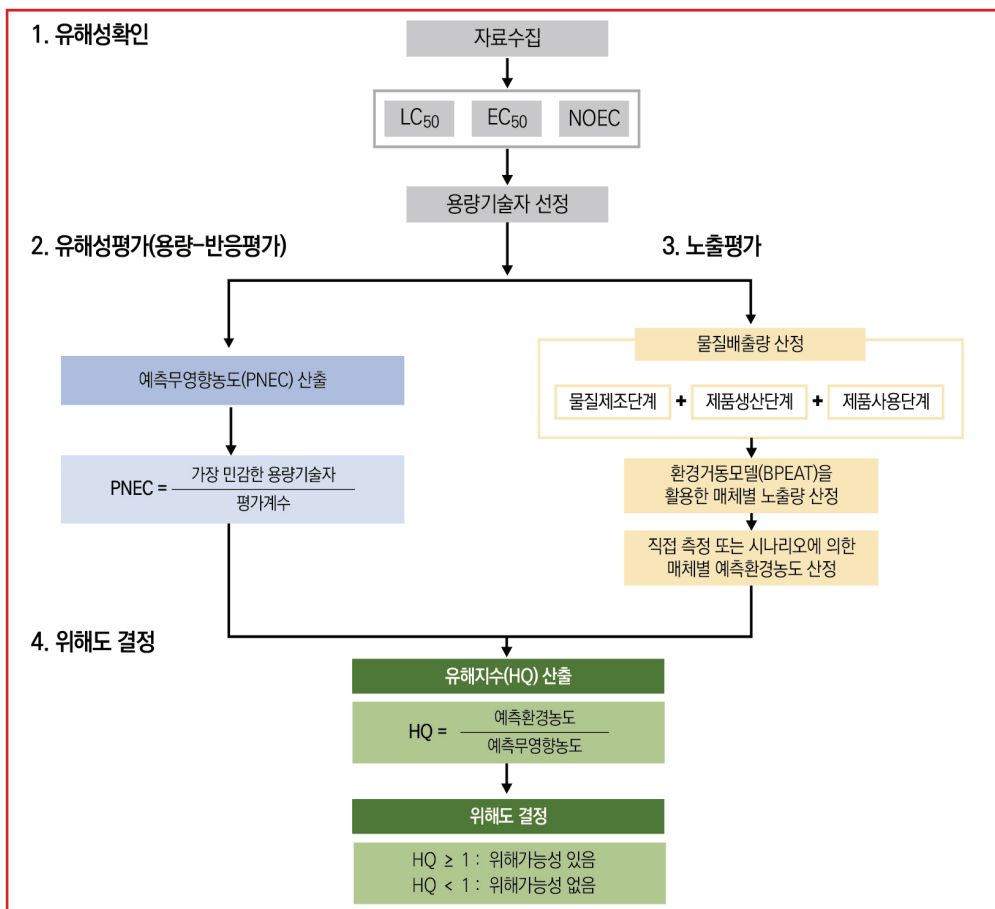 1. 유해성확인
자료수집
LC50 EC50 NOEC
용량기술자 선정
2. 유해성평가(용량-반응평가)
3. 노출평가
예측무영향농도(PNEC) 산출
PNEC = 가장 민감한 용량기술자
평가계수
물질배출량 산정
물질제조단계 + 제품생산단계 + 제품사용단계
환경거동모델(BPEAT)을
활용한 매체별 노출량 산정
직접 측정 또는 시나리오에 의한
매체별 예측환경농도 산정
4. 위해도 결정
유해지수(HQ) 산출
HQ = 예측환경농도
예측무영향농도
위해도 결정
HQ ≥ 1 : 위해가능성 있음
HQ < 1 : 위해가능성 없음